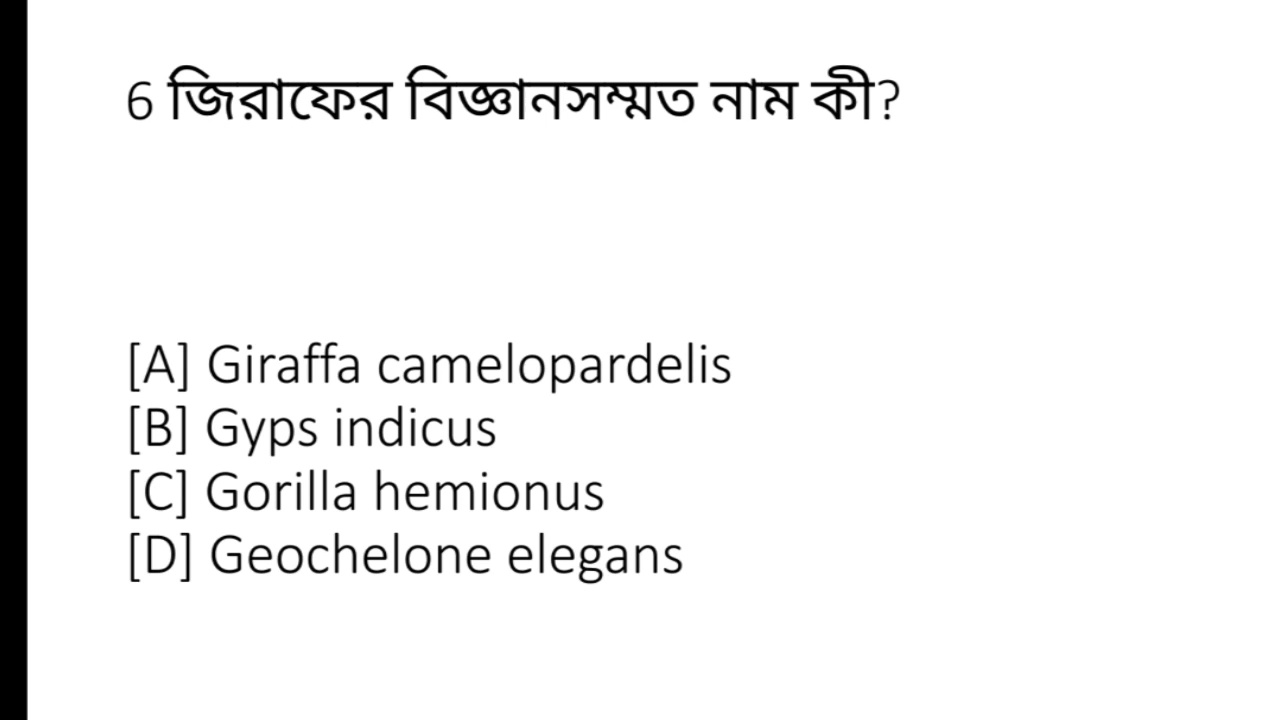 6 জিরাফের বিজ্ঞানসম্মত নাম কী?
[A] Giraffa camelopardelis
[B] Gyps indicus
[C] Gorilla hemionus
[D] Geochelone elegans